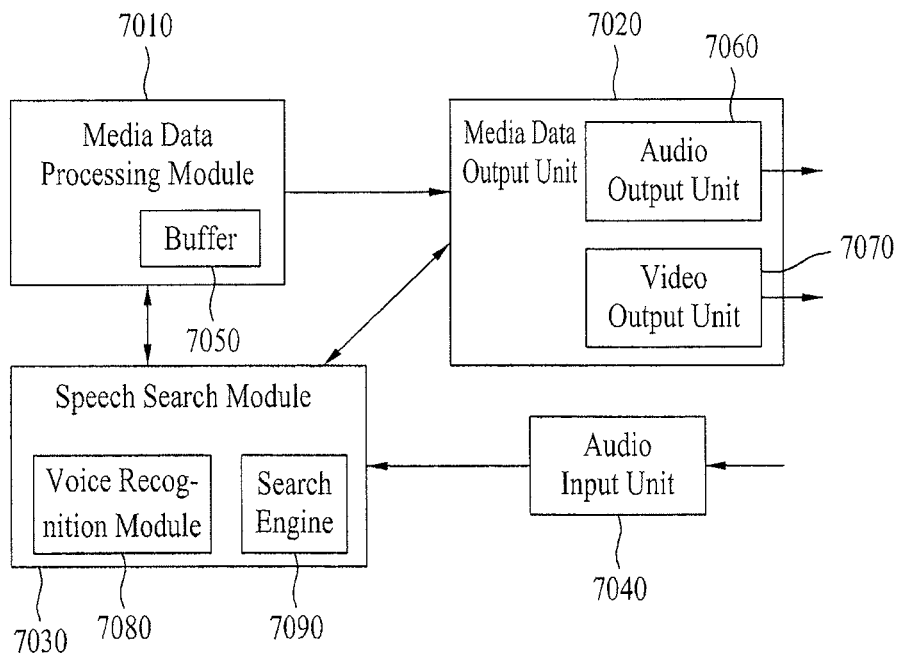 7010
7020
7060
Media Data
Processing Module
Buffer
7050
Media Data
Output Unit
Audio
Output Unit
7070
Video
Output Unit
Speech Search Module
Voice Recog-
nition Module
Search
Engine
Audio
Input Unit
7030
7080
7090
7040